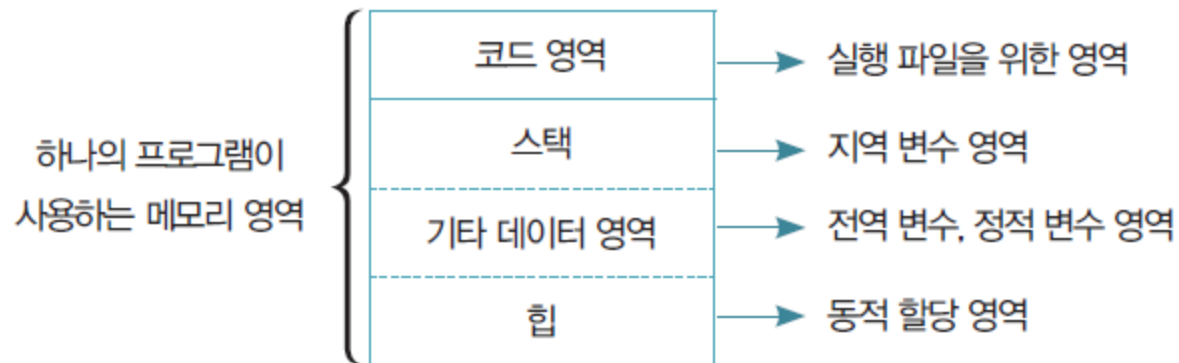 코드 영역
실행 파일을 위한 영역
하나의 프로그램이
사용하는 메모리 영역
스택
지역 변수 영역
기타 데이터 영역
전역 변수, 정적 변수 영역
힙
동적 할당 영역